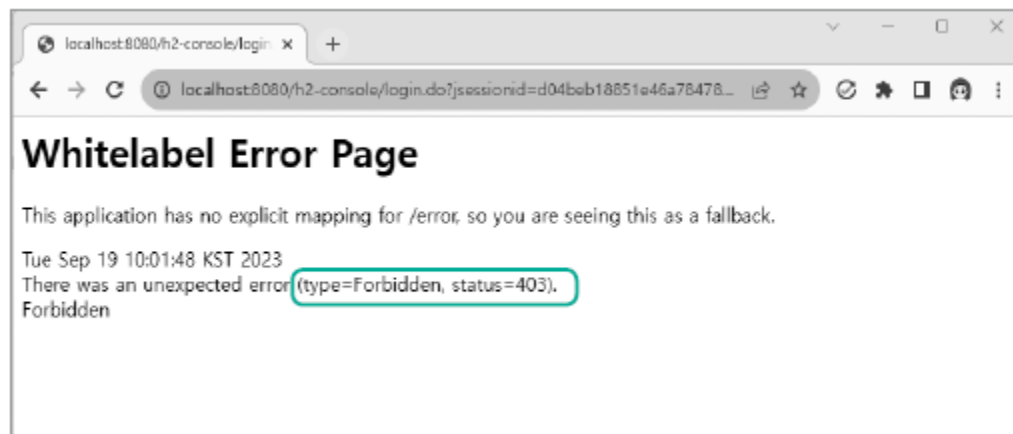 localhost:8080/h2-console/login
localhost:8080/h2-console/login.do?jsessionid=d04beb18851e46a78478...
Whitelabel Error Page
This application has no explicit mapping for /error, so you are seeing this as a fallback.
Tue Sep 19 10:01:48 KST 2023
There was an unexpected error (type=Forbidden, status=403).
Forbidden